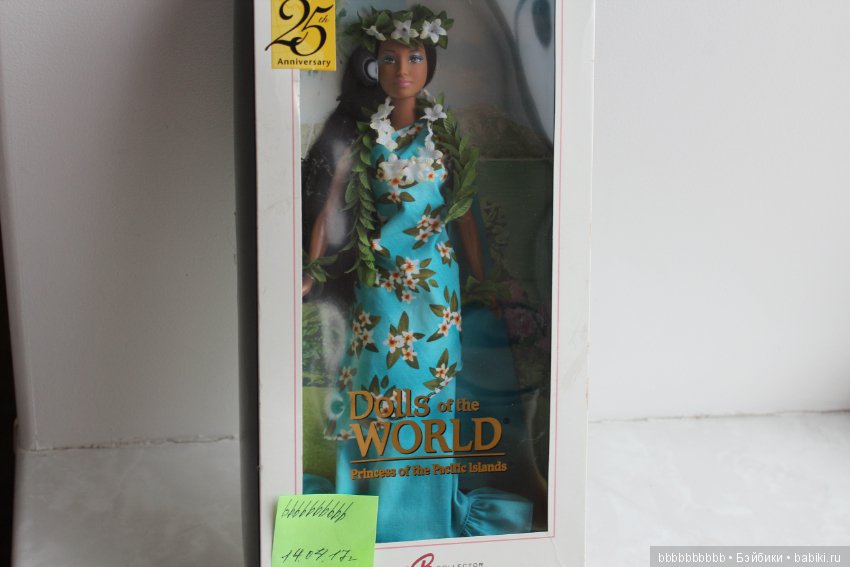 25th
Anniversary
Dolls of the
WORLD
Princess of the Pacific Islands
bbbbbbbbbb
14.04.17г
COLLECTOR
bbbbbbbbbb • Бэйбики • babiki.ru